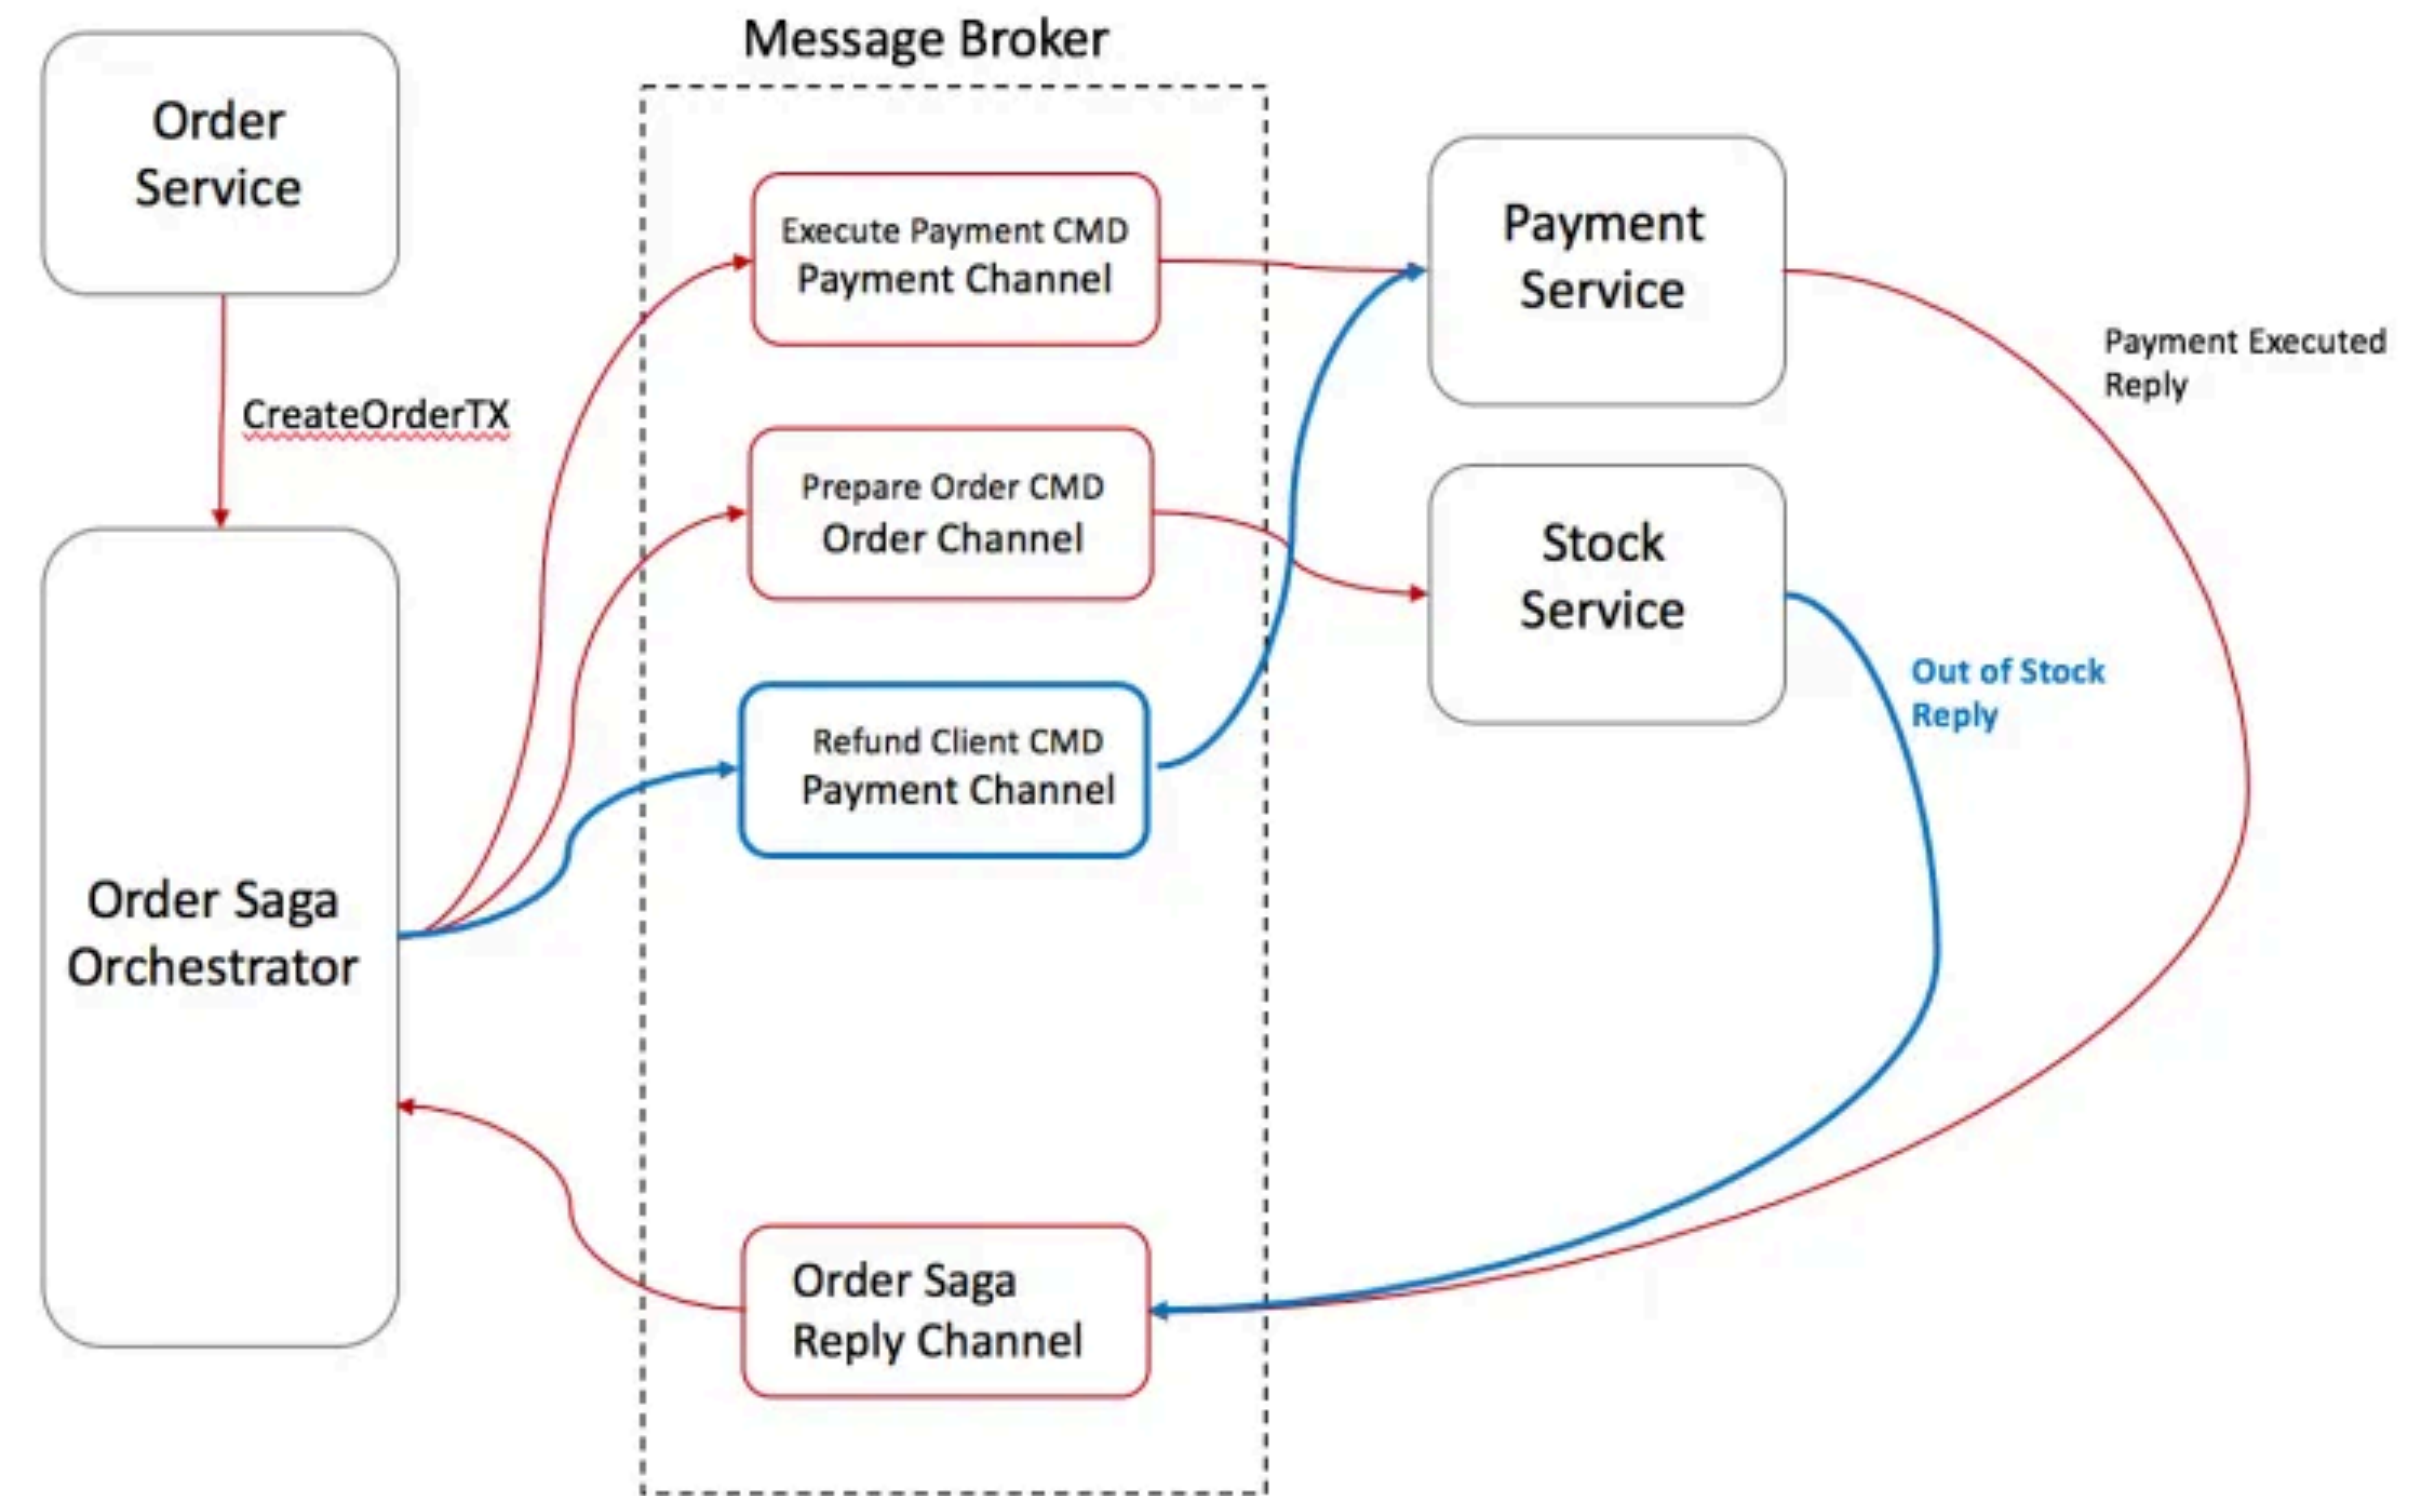 Message Broker
Order
Service
CreateOrderTX
Order Saga
Orchestrator
Execute Payment CMD
Payment Channel
Prepare Order CMD
Order Channel
Refund Client CMD
Payment Channel
Order Saga
Reply Channel
Payment
Service
Stock
Service
Payment Executed
Reply
Out of Stock
Reply